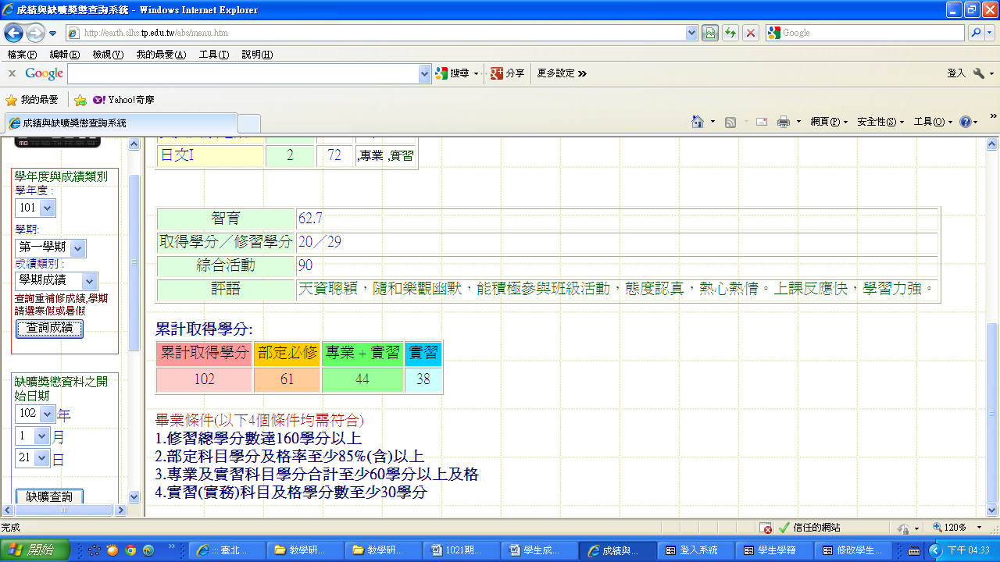 成績與缺曠獎懲查詢系統 - Windows Internet Explorer
http://earth.slhs.tp.edu.tw/abs/menu.htm
Google
檔案(F) 編輯(E) 檢視(V) 我的最愛(A) 工具(T) 說明(H)
x Google 搜尋 分享 更多設定 >> 登入
我的最愛 Yahoo!奇摩
成績與缺曠獎懲查詢系統 網頁(P) 安全性(S) 工具(O)
MO TU WE TH FR SA SU
學年度與成績類別
學年度 :
101
學期:
第一學期
成績類別 :
學期成績
查詢重補修成績,學期
請選寒假或暑假
查詢成績
缺曠獎懲資料之開
始日期
102 年
1 月
21 日
缺曠查詢
日文I 2 72 ,專業 ,實習
智育 62.7
取得學分／修習學分 20／29
綜合活動 90
評語 天資聰穎，隨和樂觀幽默，能積極參與班級活動，態度認真，熱心熱情。上課反應快，學習力強。
累計取得學分:
累計取得學分 部定必修 專業 + 實習 實習
102 61 44 38
畢業條件(以下4個條件均需符合)
1.修習總學分數達160學分以上
2.部定科目學分及格率至少85%(含)以上
3.專業及實習科目學分合計至少60學分以上及格
4.實習(實務)科目及格學分數至少30學分
完成 信任的網站 120%
開始 ::: 臺北... 教學研... 教學研... 1021期... 學生成... 成績與... 登入系統 學生學籍 修改學生... 下午 04:33